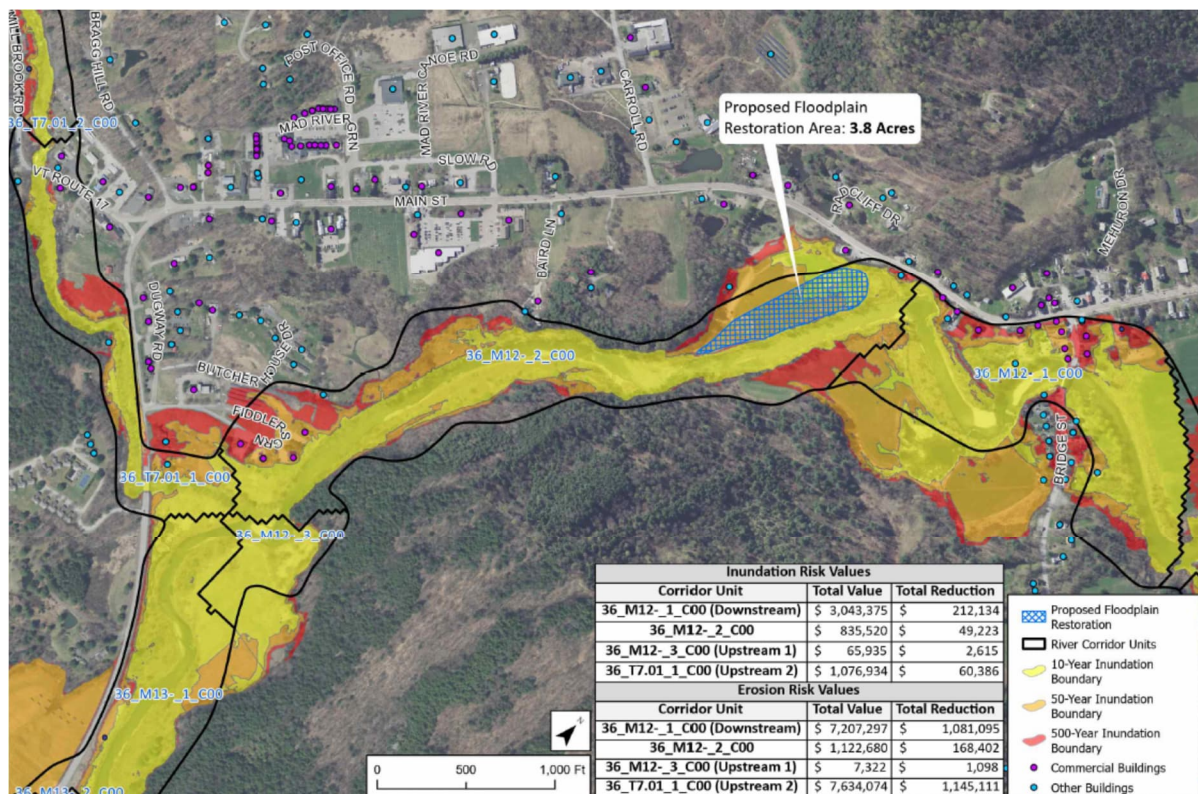 MILL BROOK RD
BRAGG HILL RD
POST OFFICE RD
NOE RD
MAD RIVER CA
CARROLL RD
MAD RIVER
GRN
36_T7.01_2_C00
VT ROUTE 17
SLOW RD
MAIN ST
Proposed Floodplain
Restoration Area: 3.8 Acres
RADCLIFF DR
MEHURON DR
BAIRD LN
DUGWAY RD
BUTCHER HOUSE DR
FIDDLERS
GRN
36_M12-_2_C00
36_M12-_1_C00
BRIDGE ST
36_T7.01_1_C00
36_M12-_3_C00
36_M13-_1_C00
36_M13-_2_C00
N
0 500 1,000 Ft
Inundation Risk Values
Corridor Unit Total Value Total Reduction
36_M12-_1_C00 (Downstream) $ 3,043,375 $ 212,134
36_M12-_2_C00 $ 835,520 $ 49,223
36_M12-_3_C00 (Upstream 1) $ 65,935 $ 2,615
36_T7.01_1_C00 (Upstream 2) $ 1,076,934 $ 60,386
Erosion Risk Values
Corridor Unit Total Value Total Reduction
36_M12-_1_C00 (Downstream) $ 7,207,297 $ 1,081,095
36_M12-_2_C00 $ 1,122,680 $ 168,402
36_M12-_3_C00 (Upstream 1) $ 7,322 $ 1,098
36_T7.01_1_C00 (Upstream 2) $ 7,634,074 $ 1,145,111
Proposed Floodplain
Restoration
River Corridor Units
10-Year Inundation
Boundary
50-Year Inundation
Boundary
500-Year Inundation
Boundary
Commercial Buildings
Other Buildings